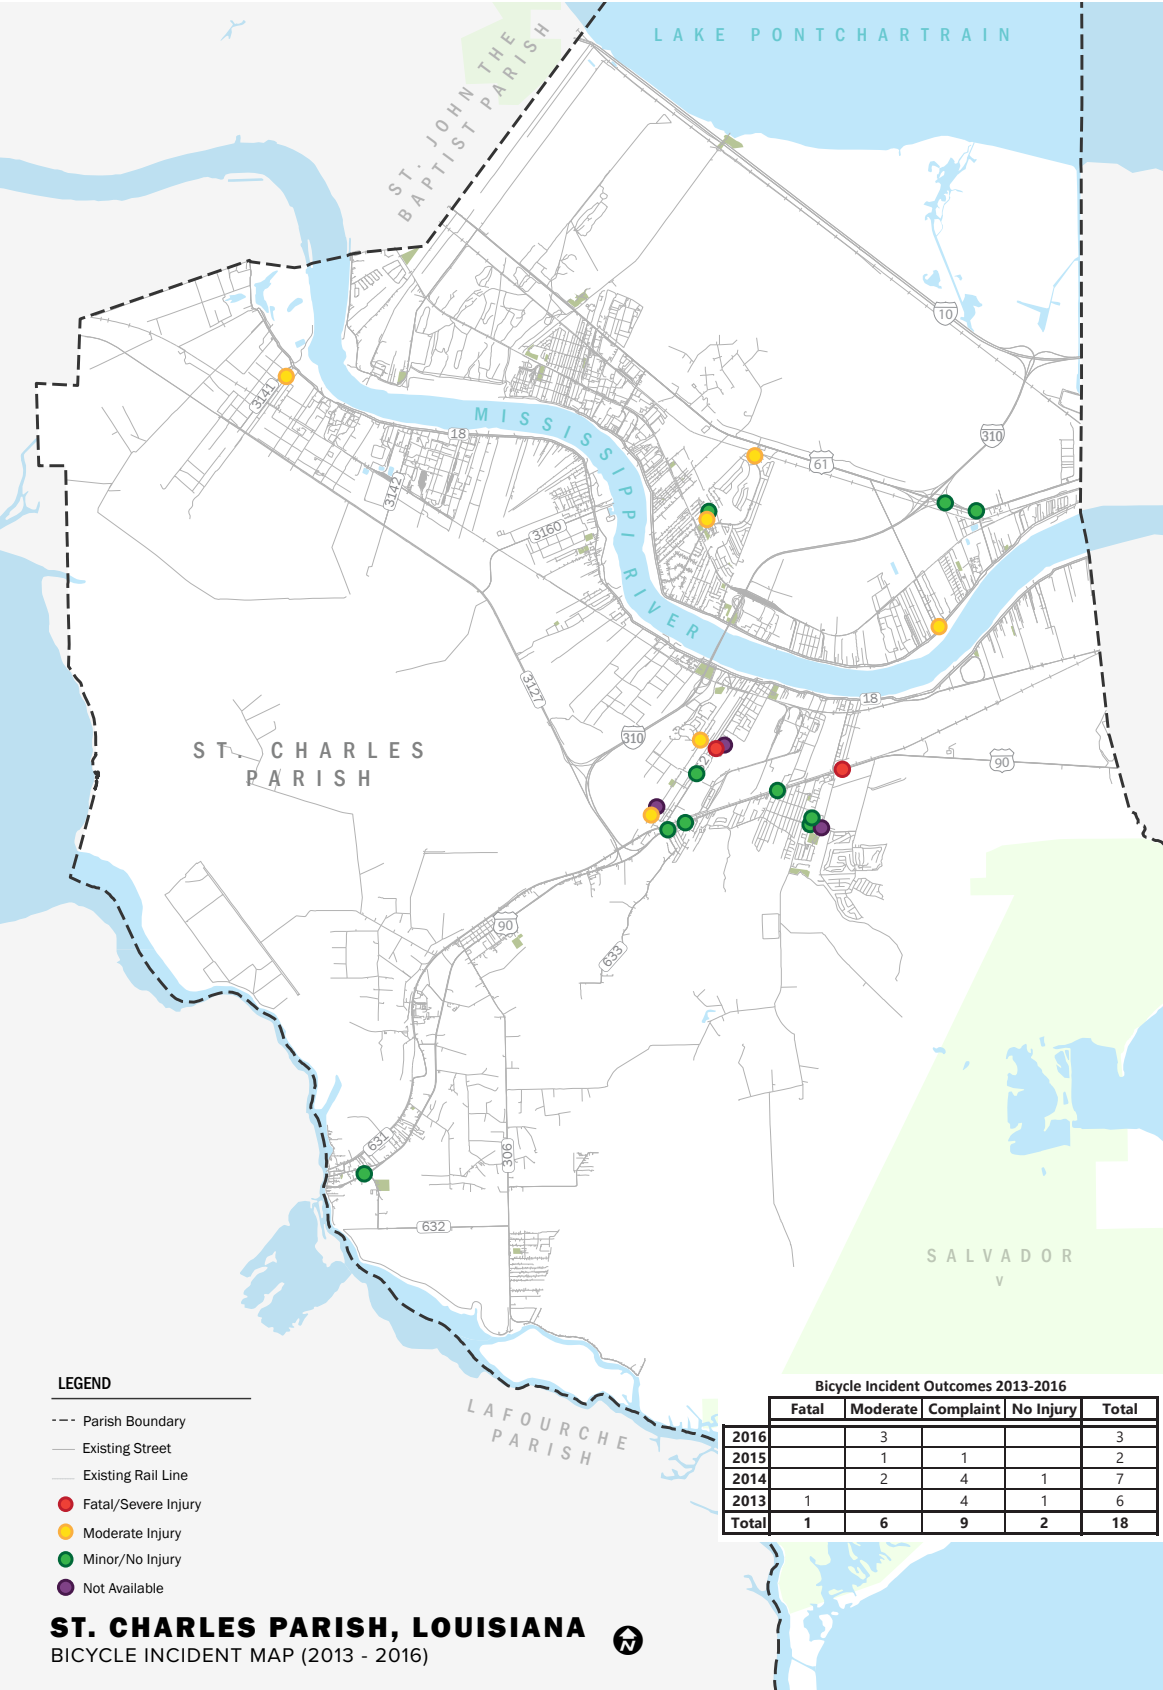 LAKE PONTCHARTRAIN
ST. JOHN THE
BAPTIST PARISH
10
3141
MISSISSIPPI RIVER
18
310
61
3142
3160
3127
18
310
ST. CHARLES
PARISH
90
90
633
631
306
632
SALVADOR
V
LAFOURCHE
PARISH
LEGEND
Parish Boundary
Existing Street
Existing Rail Line
Fatal/Severe Injury
Moderate Injury
Minor/No Injury
Not Available
Bicycle Incident Outcomes 2013-2016
Fatal Moderate Complaint No Injury Total
2016 3 3
2015 1 1 2
2014 2 4 1 7
2013 1 4 1 6
Total 1 6 9 2 18
ST. CHARLES PARISH, LOUISIANA
BICYCLE INCIDENT MAP (2013 - 2016)
N